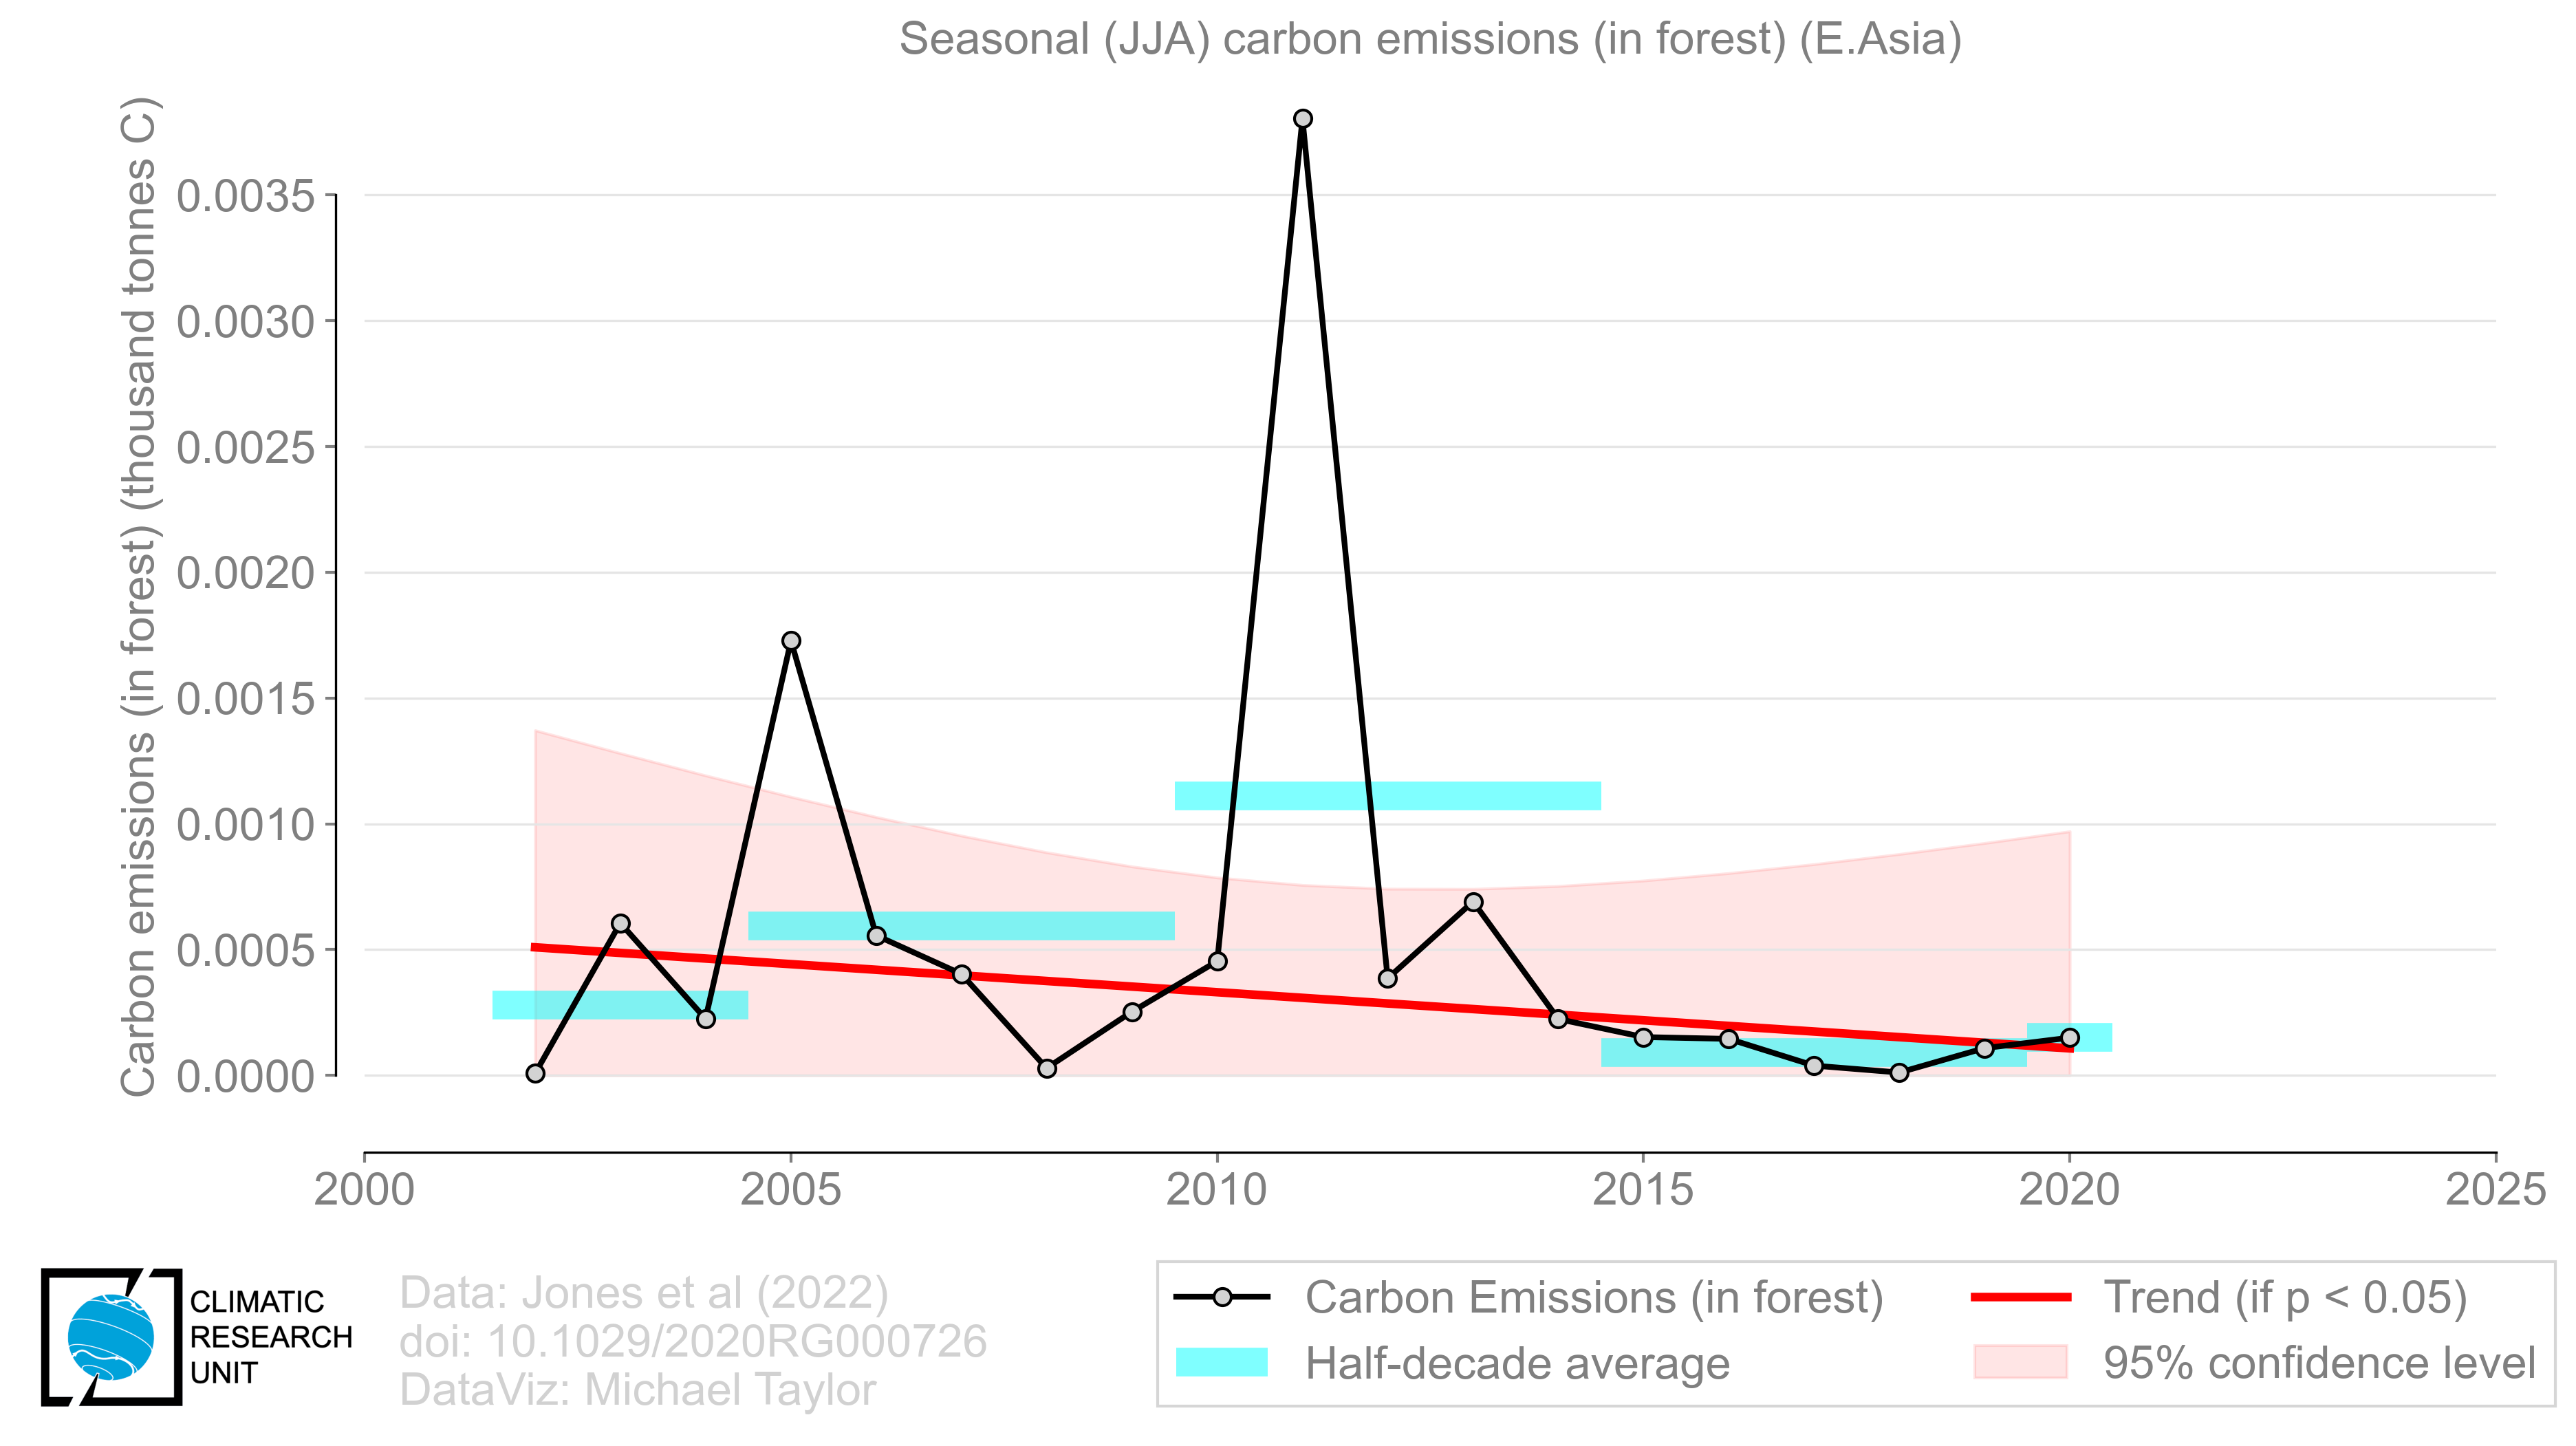 Seasonal (JJA) carbon emissions (in forest) (E.Asia)
Carbon emissions (in forest) (thousand tonnes C)
0.0035
0.0030
0.0025
0.0020
0.0015
0.0010
0.0005
0.0000
2000 2005 2010 2015 2020 2025
CLIMATIC
RESEARCH
UNIT
Data: Jones et al (2022)
doi: 10.1029/2020RG000726
DataViz: Michael Taylor
Carbon Emissions (in forest)
Half-decade average
Trend (if p < 0.05)
95% confidence level